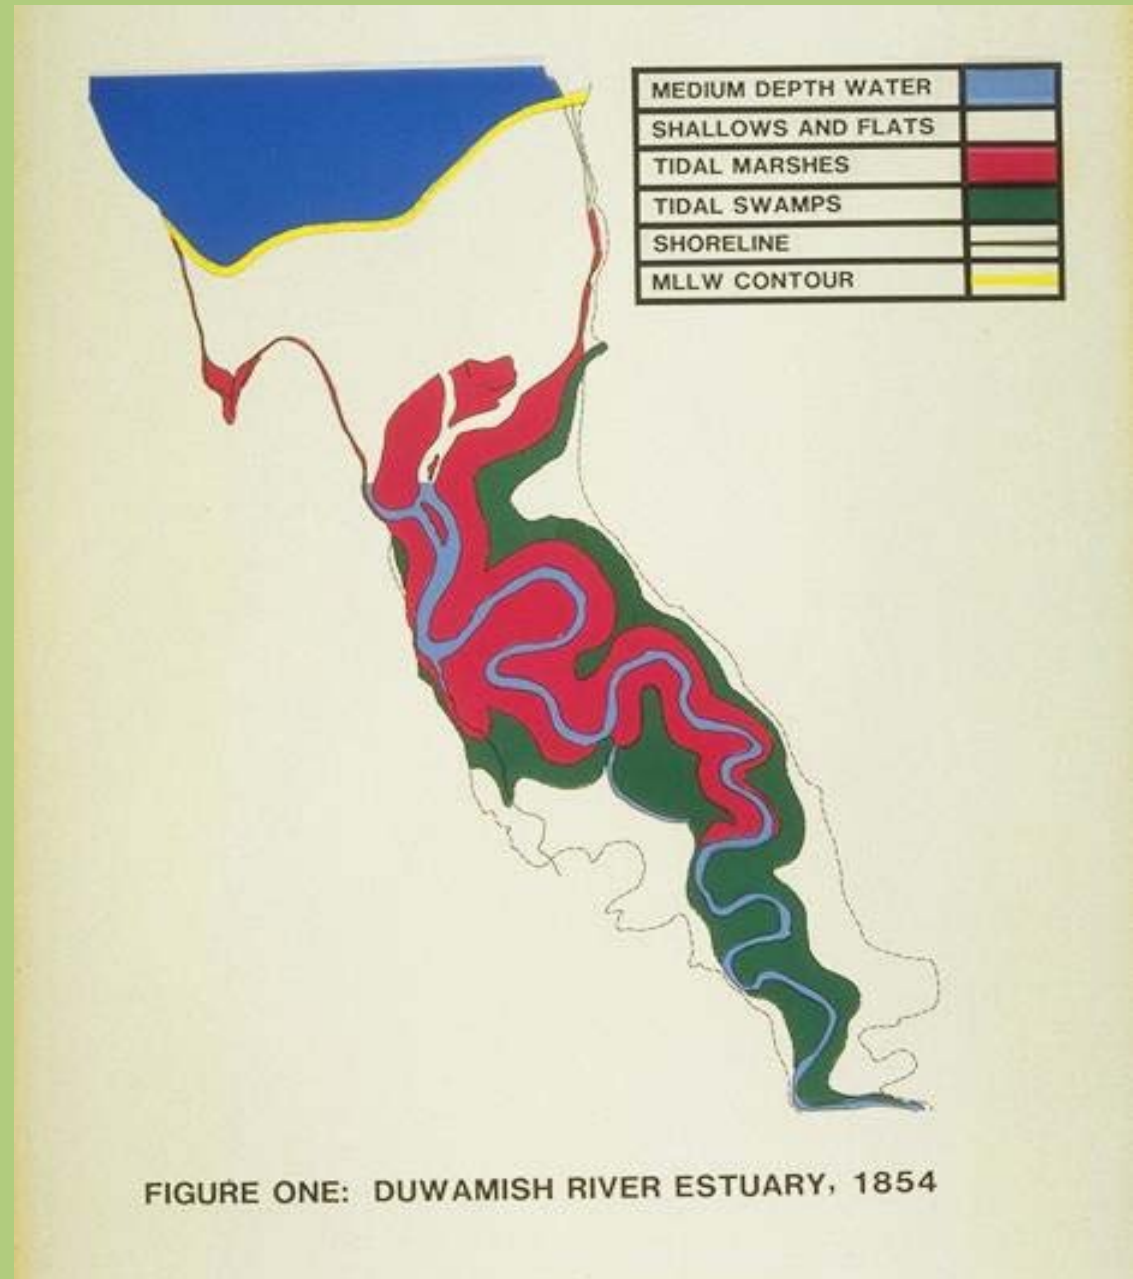 MEDIUM DEPTH WATER
SHALLOWS AND FLATS
TIDAL MARSHES
TIDAL SWAMPS
SHORELINE
MLLW CONTOUR
FIGURE ONE: DUWAMISH RIVER ESTUARY, 1854